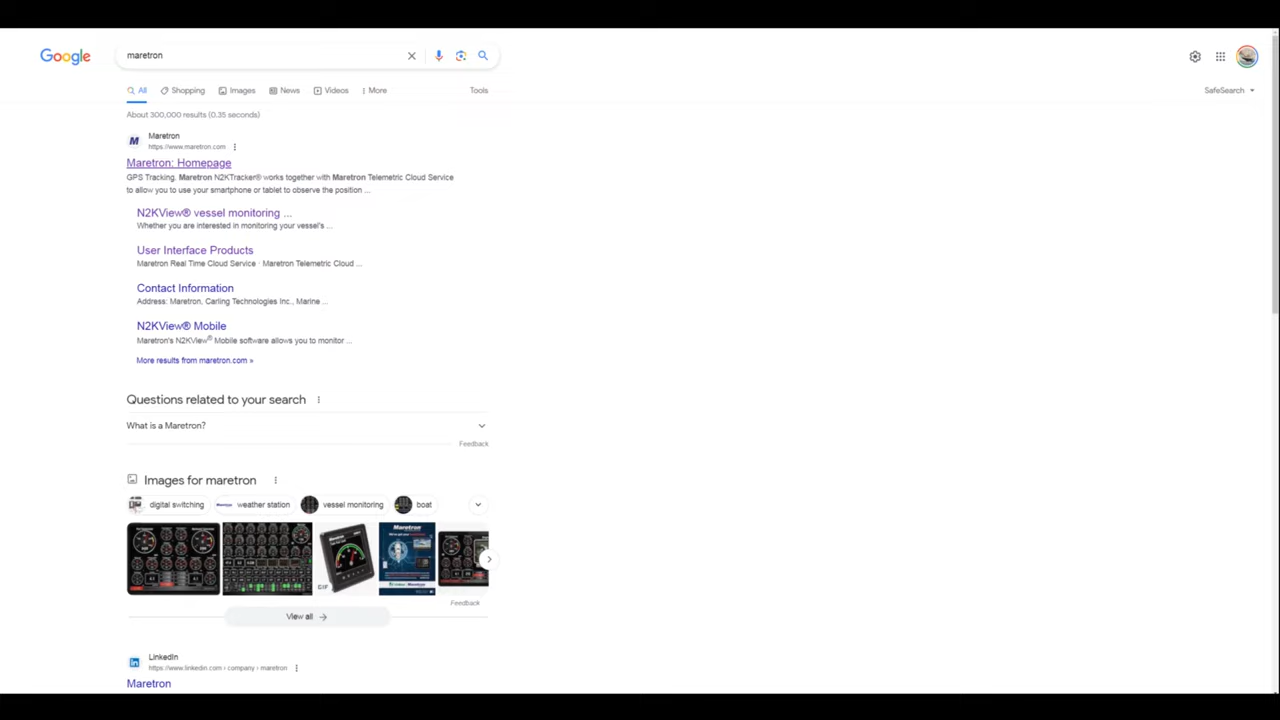 Google
maretron
All Shopping Images News Videos More Tools SafeSearch
About 300,000 results (0.35 seconds)
Maretron
https://www.maretron.com
Maretron: Homepage
GPS Tracking. Maretron N2KTracker® works together with Maretron Telemetric Cloud Service
to allow you to use your smartphone or tablet to observe the position ...
N2KView® vessel monitoring ...
Whether you are interested in monitoring your vessel's ...
User Interface Products
Maretron Real Time Cloud Service · Maretron Telemetric Cloud ...
Contact Information
Address: Maretron, Carling Technologies Inc., Marine ...
N2KView® Mobile
Maretron's N2KView® Mobile software allows you to monitor ...
More results from maretron.com »
Questions related to your search
What is a Maretron?
Feedback
Images for maretron
digital switching weather station vessel monitoring boat
Maretron
GIF
Feedback
View all
LinkedIn
https://www.linkedin.com › company › maretron
Maretron